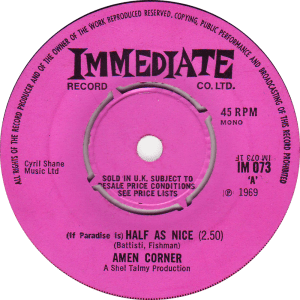 ALL RIGHTS OF THE RECORD PRODUCER AND OF THE OWNER OF THE WORK REPRODUCED RESERVED. COPYING, PUBLIC PERFORMANCE AND BROADCASTING OF THIS RECORD PROHIBITED
IMMEDIATE
RECORD CO. LTD.
45 RPM
MONO
Cyril Shane
Music Ltd
SOLD IN U.K. SUBJECT TO
RESALE PRICE CONDITIONS
SEE PRICE LISTS
IM 073 1F
IM 073
'A'
℗ 1969
(If Paradise is) HALF AS NICE (2.50)
(Battisti, Fishman)
AMEN CORNER
A Shel Talmy Production